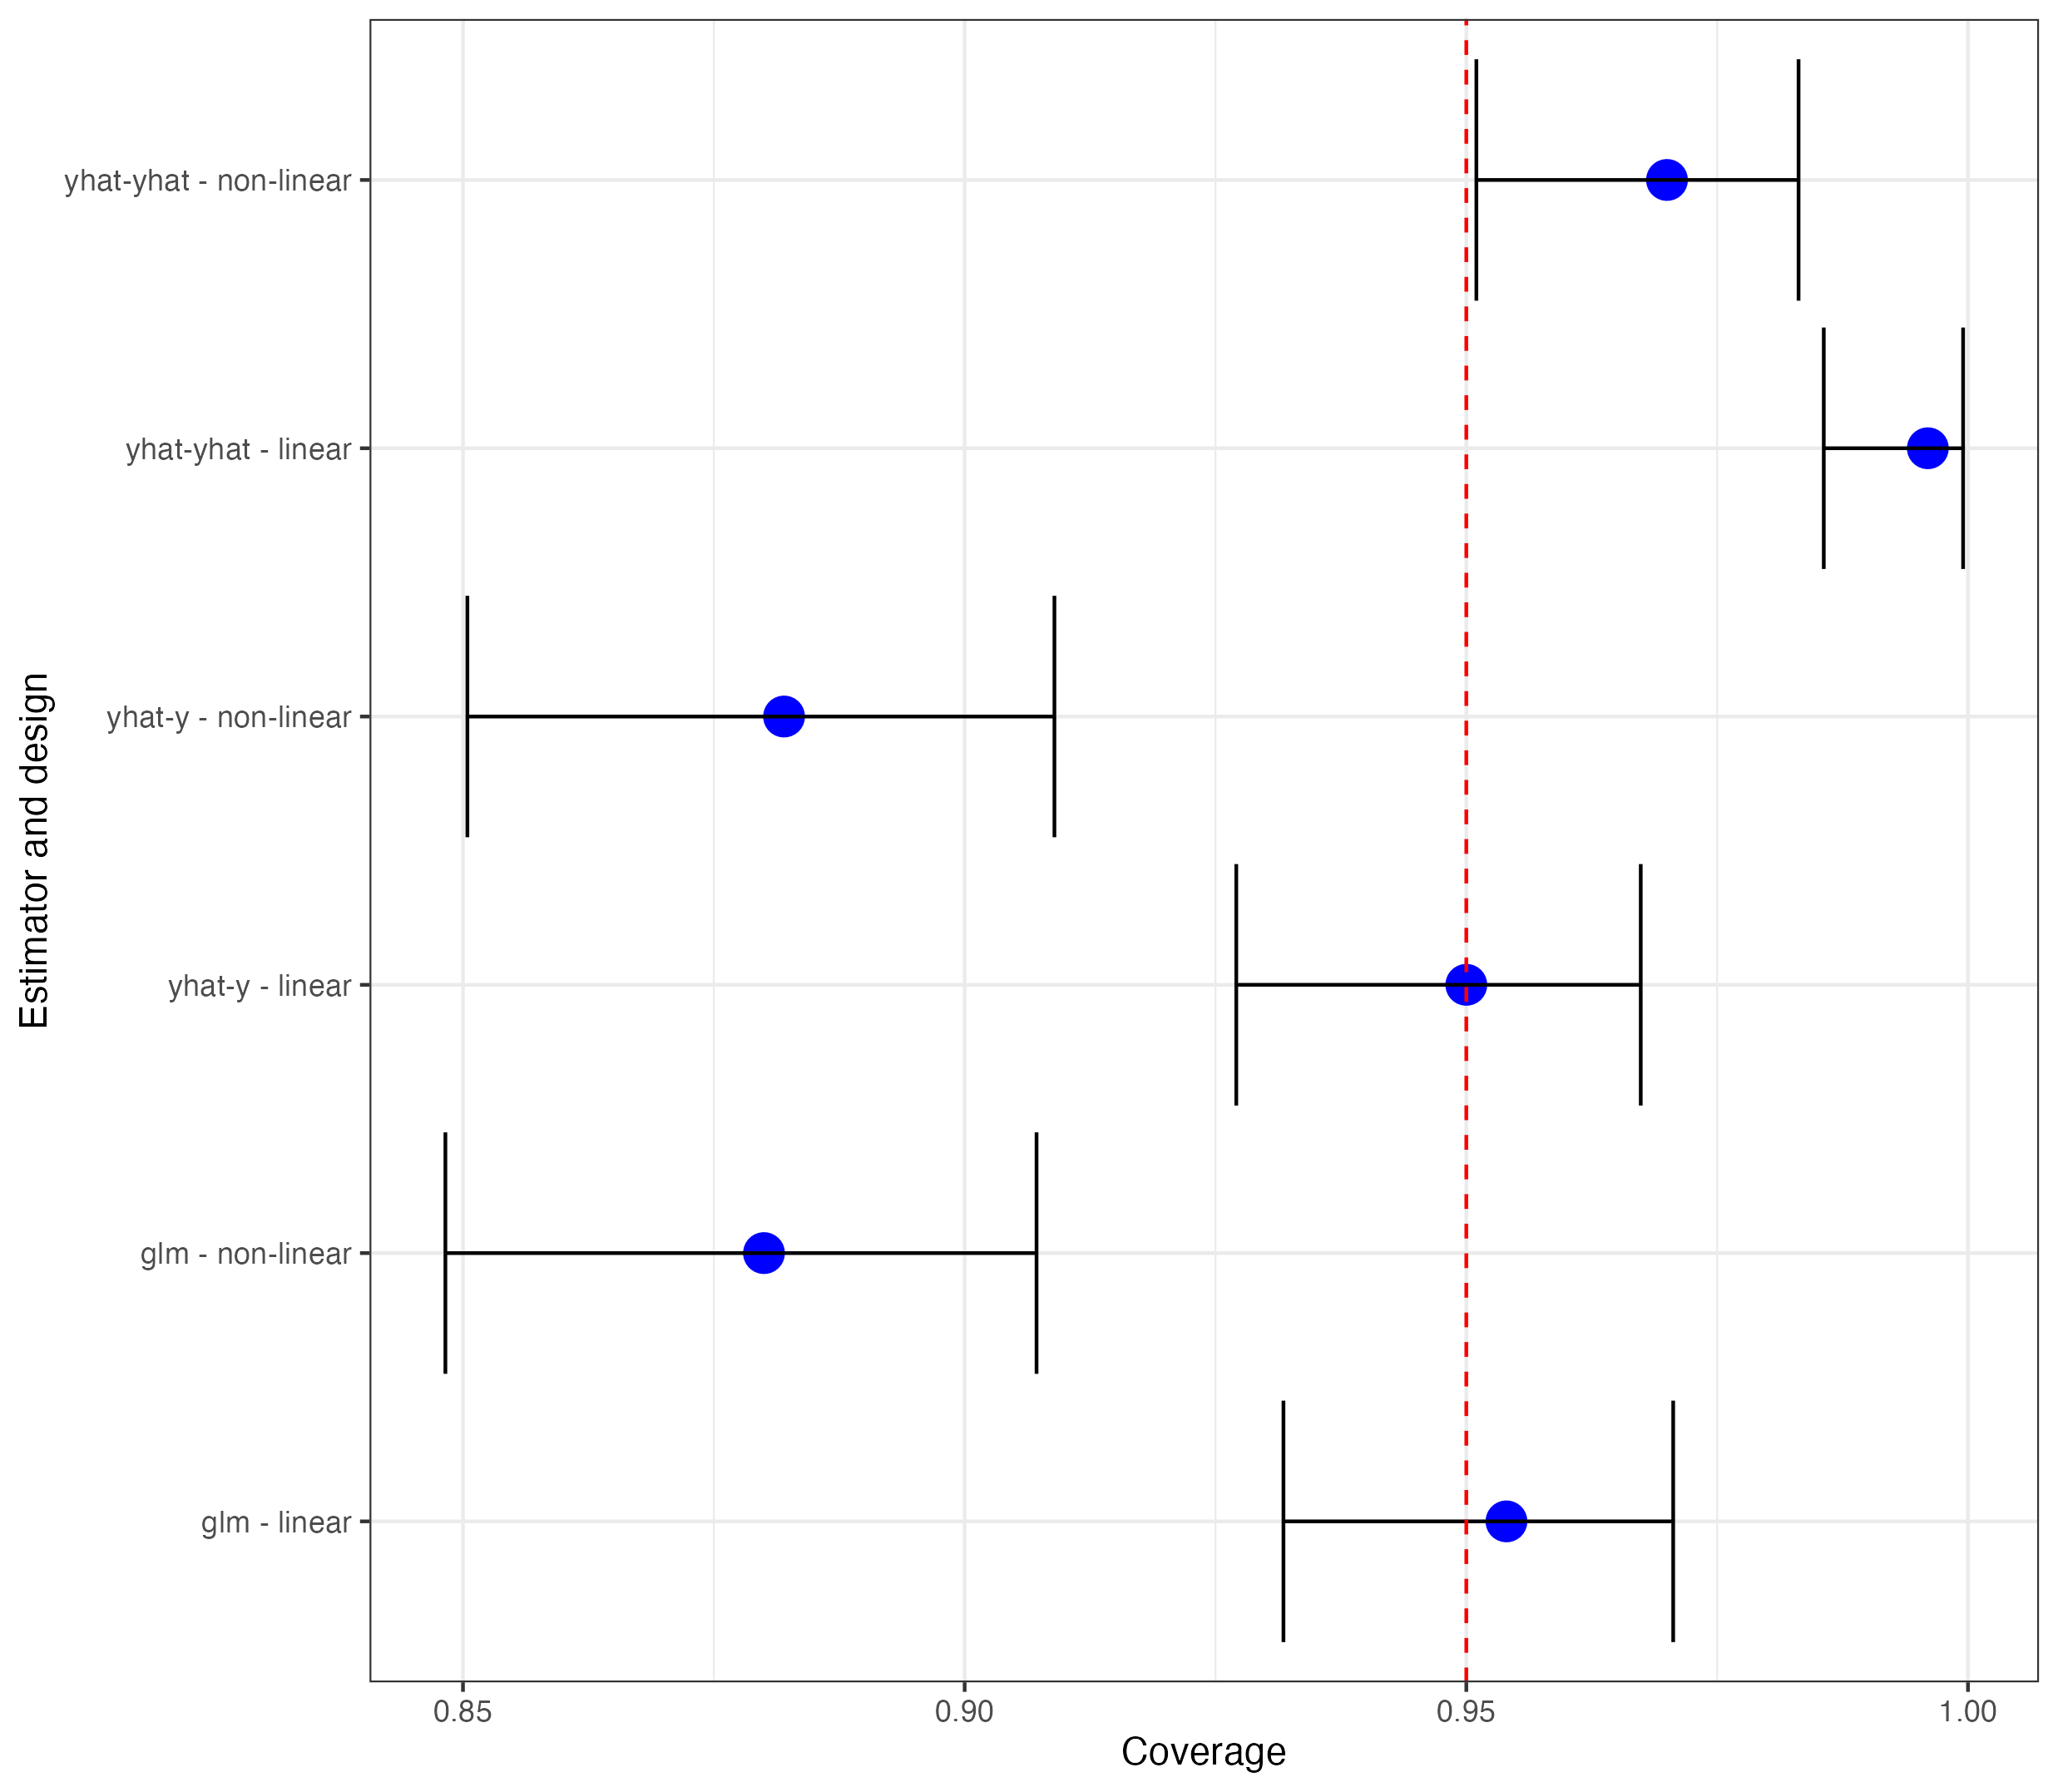 yhat-yhat - non-linear
yhat-yhat - linear
yhat-y - non-linear
yhat-y - linear
glm - non-linear
glm - linear
Estimator and design
0.85
0.90
0.95
1.00
Coverage